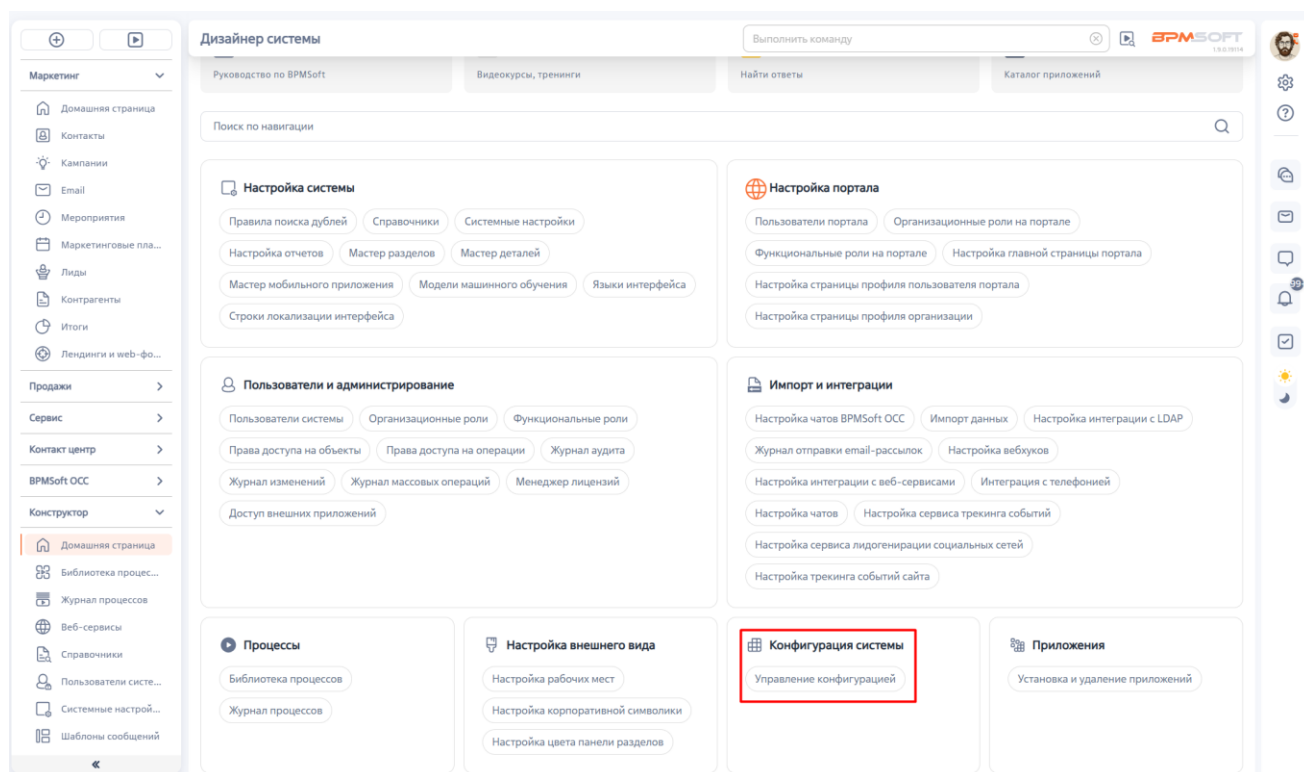 Дизайнер системы
Выполнить команду
BPMSOFT
Маркетинг
Домашняя страница
Контакты
Кампании
Email
Мероприятия
Маркетинговые пла...
Лиды
Контрагенты
Итоги
Лендинги и web-фо...
Продажи
Сервис
Контакт центр
BPMSoft OCC
Конструктор
Домашняя страница
Библиотека процес...
Журнал процессов
Веб-сервисы
Справочники
Пользователи систе...
Системные настрой...
Шаблоны сообщений
Руководство по BPMSoft
Видеокурсы, тренинги
Найти ответы
Каталог приложений
Поиск по навигации
Настройка системы
Правила поиска дублей Справочники Системные настройки
Настройка отчетов Мастер разделов Мастер деталей
Мастер мобильного приложения Модели машинного обучения Языки интерфейса
Строки локализации интерфейса
Настройка портала
Пользователи портала Организационные роли на портале
Функциональные роли на портале Настройка главной страницы портала
Настройка страницы профиля пользователя портала
Настройка страницы профиля организации
Пользователи и администрирование
Пользователи системы Организационные роли Функциональные роли
Права доступа на объекты Права доступа на операции Журнал аудита
Журнал изменений Журнал массовых операций Менеджер лицензий
Доступ внешних приложений
Импорт и интеграции
Настройка чатов BPMSoft OCC Импорт данных Настройка интеграции с LDAP
Журнал отправки email-рассылок Настройка вебхуков
Настройка интеграции с веб-сервисами Интеграция с телефонией
Настройка чатов Настройка сервиса трекинга событий
Настройка сервиса лидогенирации социальных сетей
Настройка трекинга событий сайта
Процессы
Библиотека процессов
Журнал процессов
Настройка внешнего вида
Настройка рабочих мест
Настройка корпоративной символики
Настройка цвета панели разделов
Конфигурация системы
Управление конфигурацией
Приложения
Установка и удаление приложений
99+